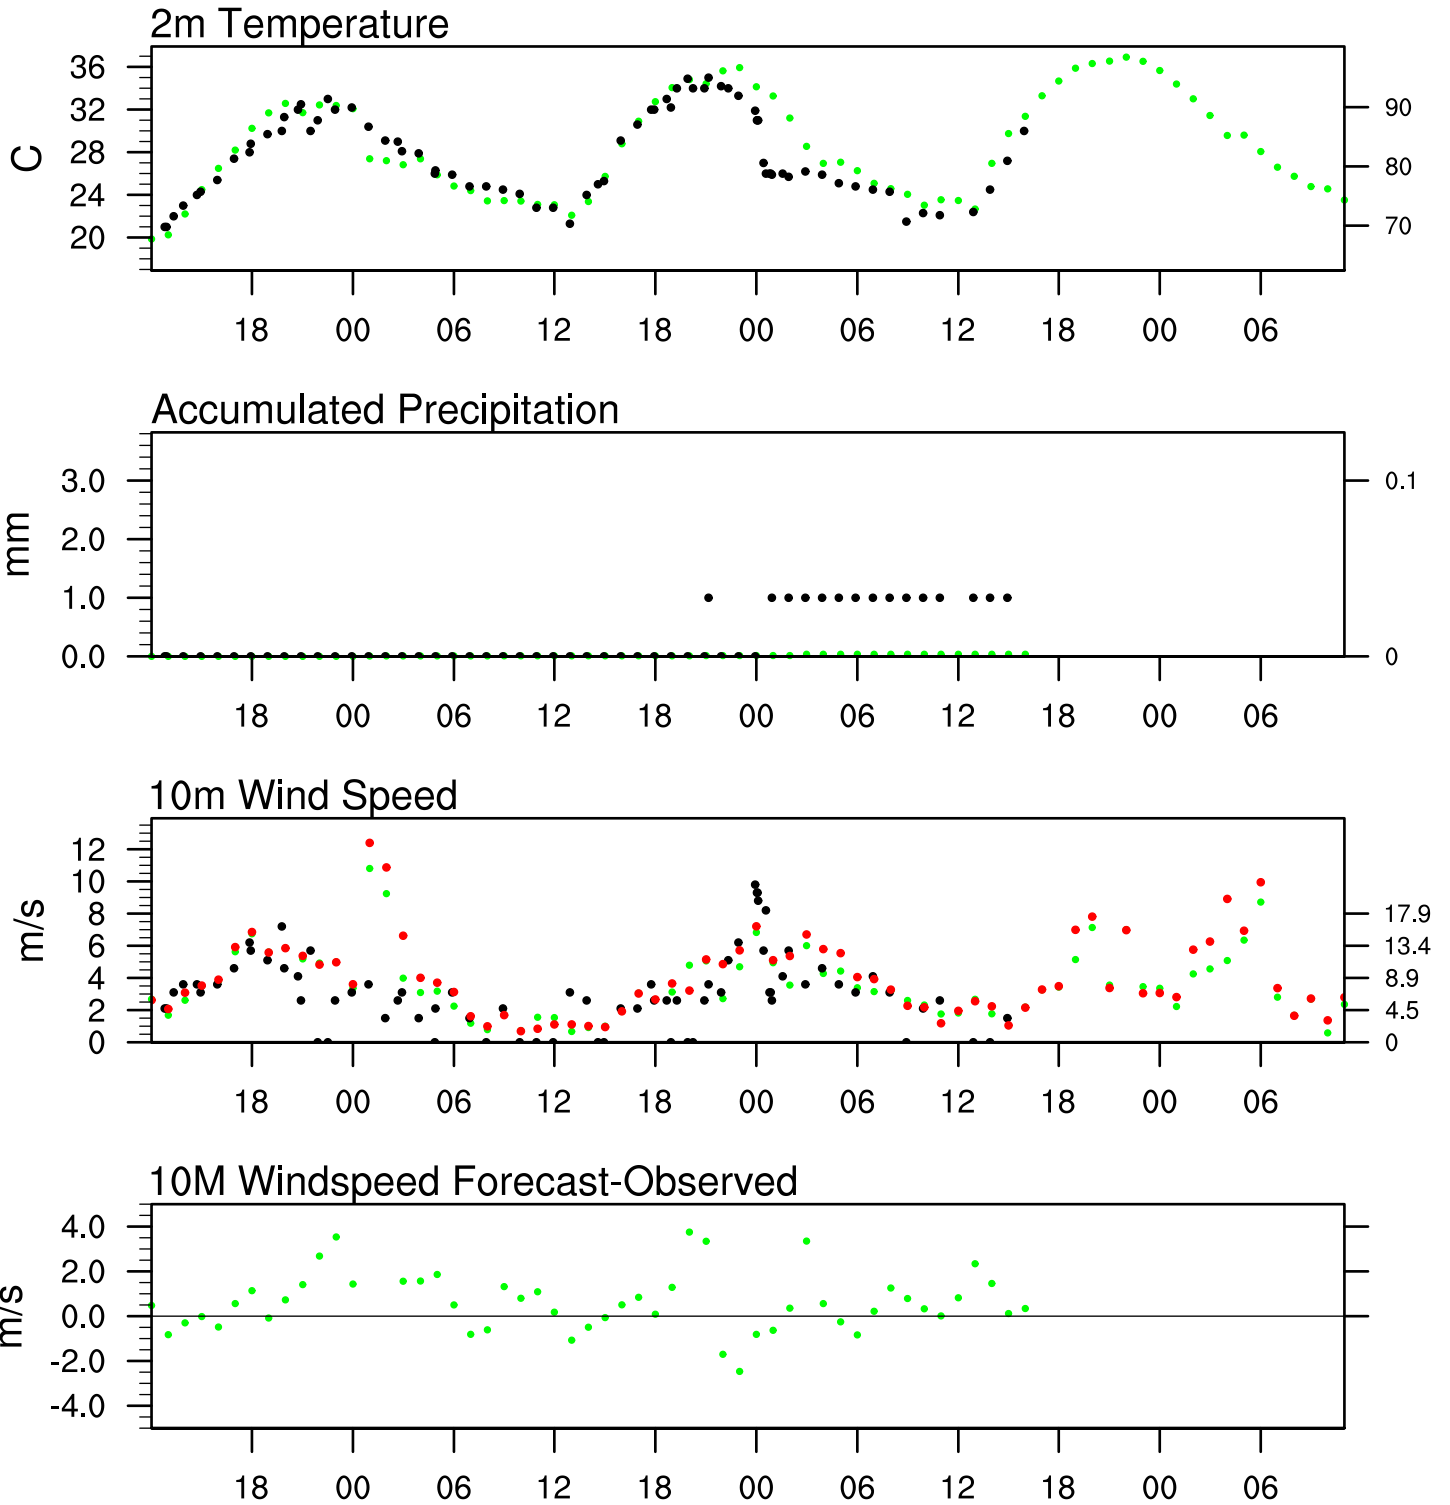 2m Temperature
36
32
28
24
20
C
90
80
70
18 00 06 12 18 00 06 12 18 00 06
Accumulated Precipitation
3.0
2.0
1.0
0.0
mm
0.1
0
18 00 06 12 18 00 06 12 18 00 06
10m Wind Speed
12
10
8
6
4
2
0
m/s
17.9
13.4
8.9
4.5
0
18 00 06 12 18 00 06 12 18 00 06
10M Windspeed Forecast-Observed
4.0
2.0
0.0
-2.0
-4.0
m/s
18 00 06 12 18 00 06 12 18 00 06